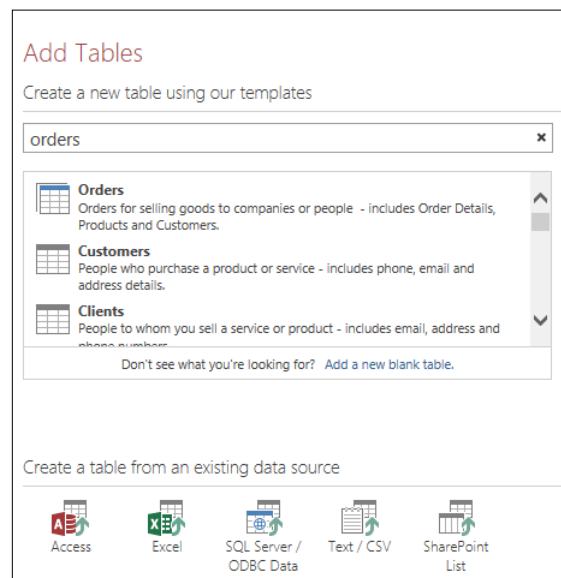 Add Tables
Create a new table using our templates
orders
Orders
Orders for selling goods to companies or people - includes Order Details,
Products and Customers.
Customers
People who purchase a product or service - includes phone, email and
address details.
Clients
People to whom you sell a service or product - includes email, address and
phone numbers
Don't see what you're looking for? Add a new blank table.
Create a table from an existing data source
Access
Excel
SQL Server /
ODBC Data
Text / CSV
SharePoint
List